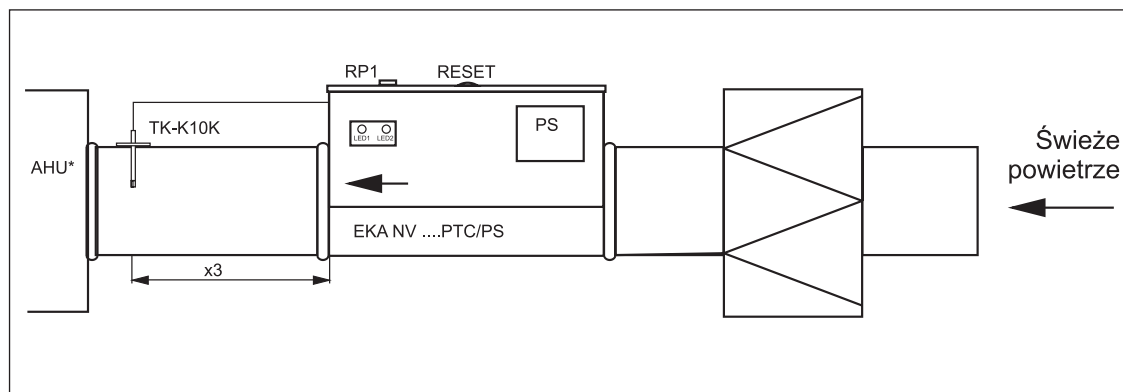 RP1
RESET
TK-K10K
LED1
LED2
PS
AHU*
Świeże
powietrze
EKA NV ....PTC/PS
x3